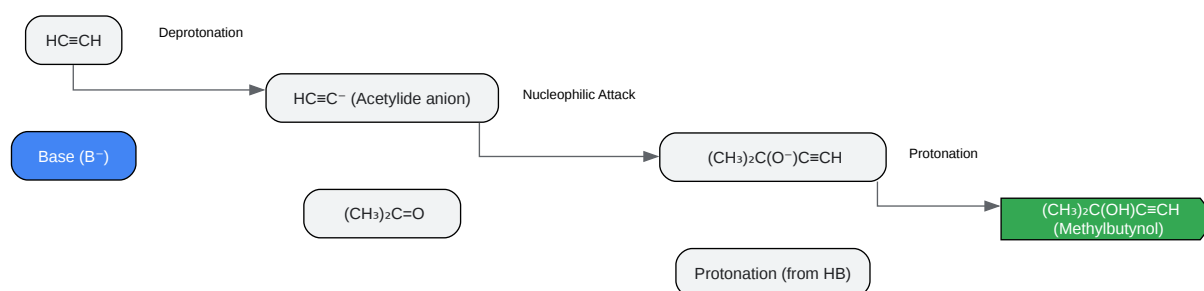 HC≡CH
Deprotonation
Base (B⁻)
HC≡C⁻ (Acetylide anion)
Nucleophilic Attack
(CH₃)₂C=O
(CH₃)₂C(O⁻)C≡CH
Protonation
Protonation (from HB)
(CH₃)₂C(OH)C≡CH
(Methylbutynol)